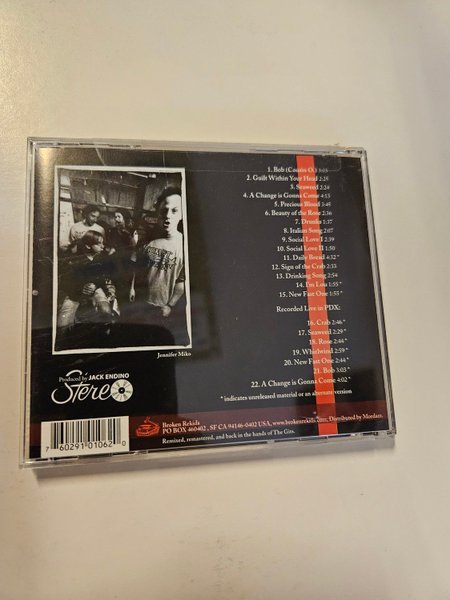 1. Bob (Cousin O.) 3:05
2. Guilt Within Your Head 2:28
3. Seaweed 2:24
4. A Change is Gonna Come 4:53
5. Precious Blood 3:46
6. Beauty of the Rose 2:36
7. Drunks 1:37
8. Italian Song 2:07
9. Social Love I 2:39
10. Social Love II 1:50
11. Daily Bread 4:32 *
12. Sign of the Crab 2:33
13. Drinking Song 2:54
14. I'm Lou 1:55 *
15. New Fast One 1:55 *
Recorded Live in PDX:
16. Crab 2:46 *
17. Seaweed 2:29 *
18. Rose 2:44 *
19. Whirlwind 2:59 *
20. New Fast One 2:44 *
21. Bob 3:03 *
22. A Change is Gonna Come 4:02 *
* indicates unreleased material or an alternate version
Jennifer Miko
Produced by JACK ENDINO
Stereo
Broken Rekids
PO BOX 460402, SF CA 94146-0402 USA, www.brokenrekids.com, Distributed by Mordam.
Remixed, remastered, and back in the hands of The Gits.
7 60291 01062 0